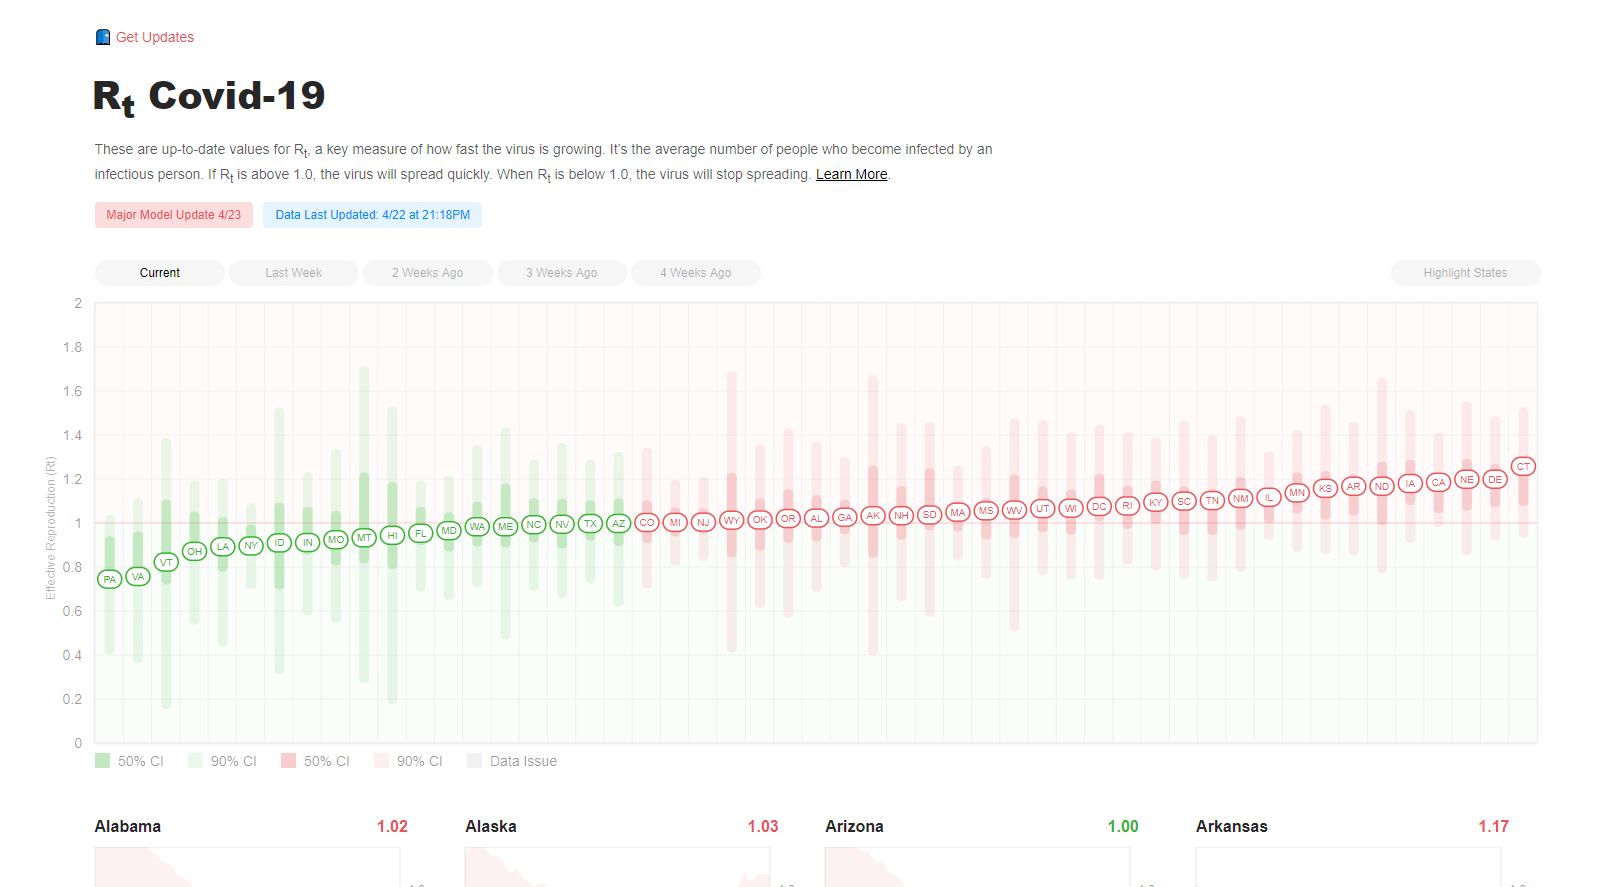 Get Updates
Rt Covid-19
These are up-to-date values for Rt, a key measure of how fast the virus is growing. It's the average number of people who become infected by an
infectious person. If Rt is above 1.0, the virus will spread quickly. When Rt is below 1.0, the virus will stop spreading. Learn More.
Major Model Update 4/23 Data Last Updated: 4/22 at 21:18PM
Current Last Week 2 Weeks Ago 3 Weeks Ago 4 Weeks Ago Highlight States
2
1.8
1.6
1.4
1.2
1
0.8
0.6
0.4
0.2
0
Effective Reproduction (Rt)
PA VA VT OH LA NY ID IN MO MT HI FL MD WA ME NC NV TX AZ CO MI NJ WY OK OR AL GA AK NH SD MA MS WV UT WI DC RI KY SC TN NM IL MN KS AR ND IA CA NE DE CT
50% CI 90% CI 50% CI 90% CI Data Issue
Alabama 1.02 Alaska 1.03 Arizona 1.00 Arkansas 1.17